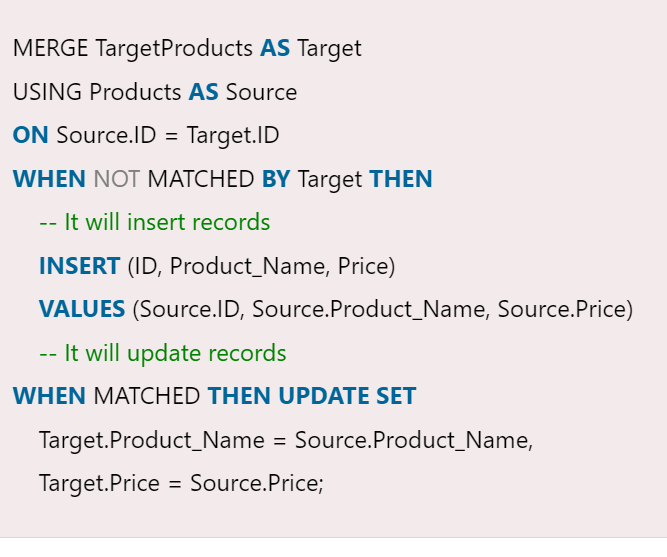 MERGE TargetProducts AS Target
USING Products AS Source
ON Source.ID = Target.ID
WHEN NOT MATCHED BY Target THEN
-- It will insert records
INSERT (ID, Product_Name, Price)
VALUES (Source.ID, Source.Product_Name, Source.Price)
-- It will update records
WHEN MATCHED THEN UPDATE SET
Target.Product_Name = Source.Product_Name,
Target.Price = Source.Price;